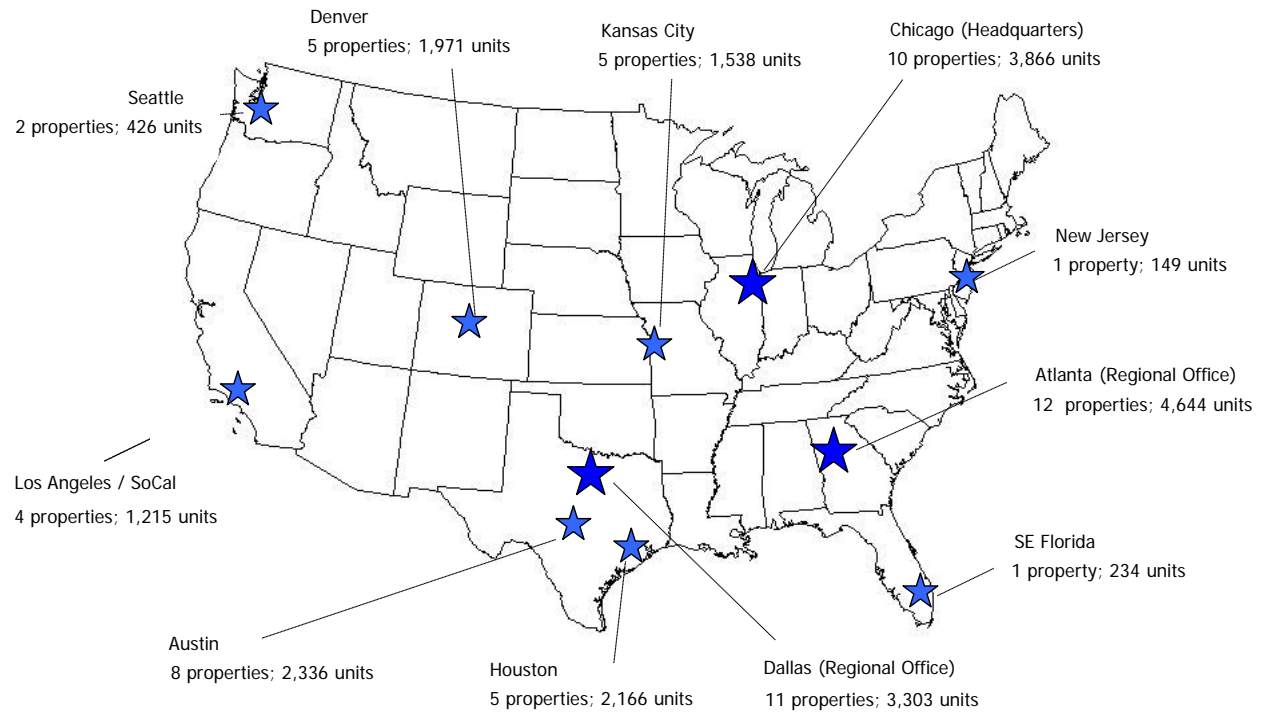 Denver
5 properties; 1,971 units
Kansas City
5 properties; 1,538 units
Chicago (Headquarters)
10 properties; 3,866 units
Seattle
2 properties; 426 units
New Jersey
1 property; 149 units
Atlanta (Regional Office)
12 properties; 4,644 units
Los Angeles / SoCal
4 properties; 1,215 units
SE Florida
1 property; 234 units
Austin
8 properties; 2,336 units
Houston
5 properties; 2,166 units
Dallas (Regional Office)
11 properties; 3,303 units